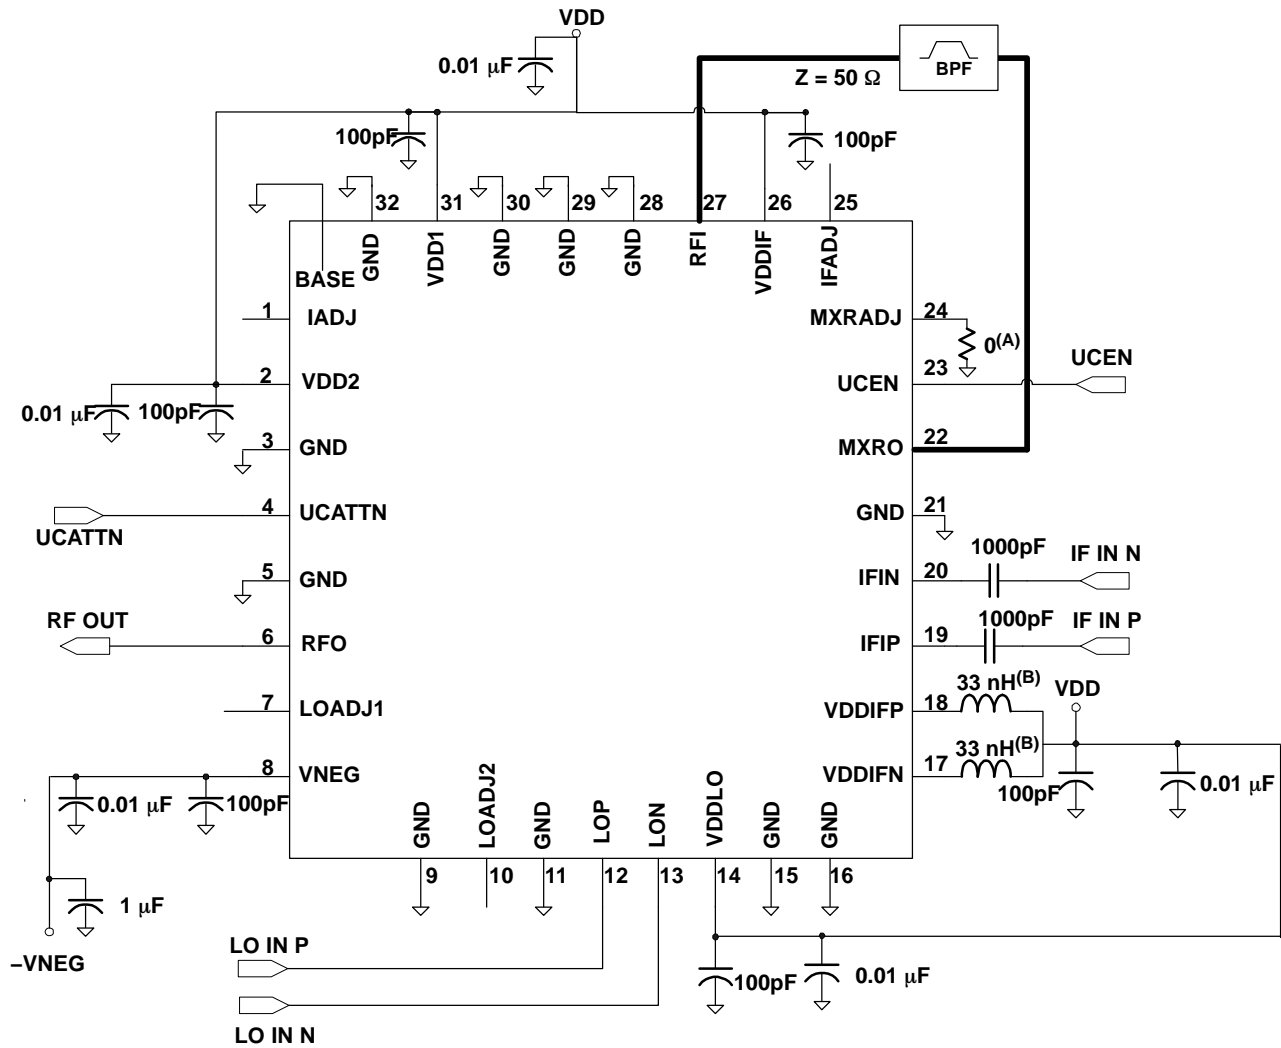 VDD
0.01 μF
Z = 50 Ω
BPF
100pF
100pF
32
31
30
29
28
27
26
25
GND
VDD1
GND
GND
GND
RFI
VDDIF
IFADJ
BASE
1
IADJ
MXRADJ
24
0(A)
UCEN
2
VDD2
UCEN
23
0.01 μF
100pF
3
GND
MXRO
22
4
UCATTN
GND
21
UCATTN
1000pF
IF IN N
5
GND
IFIN
20
RF OUT
1000pF
IF IN P
6
RFO
IFIP
19
33 nH(B)
VDD
7
LOADJ1
VDDIFP
18
33 nH(B)
8
VNEG
VDDIFN
17
0.01 μF
100pF
100pF
0.01 μF
GND
LOADJ2
GND
LOP
LON
VDDLO
GND
GND
9
10
11
12
13
14
15
16
1 μF
–VNEG
LO IN P
100pF
0.01 μF
LO IN N